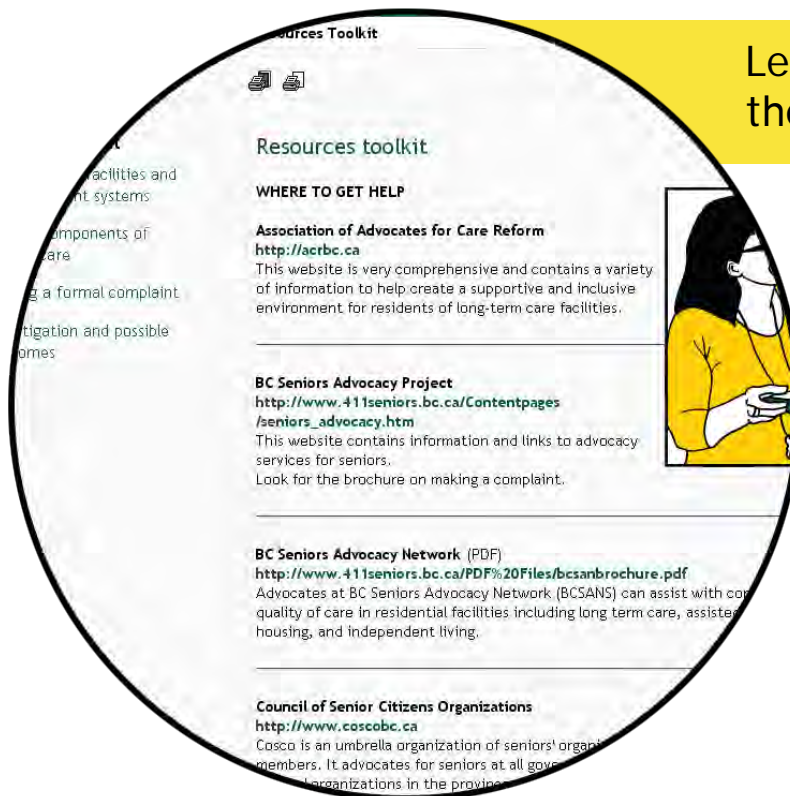 Resources Toolkit
Resources toolkit
WHERE TO GET HELP
Association of Advocates for Care Reform
http://acrbc.ca
This website is very comprehensive and contains a variety
of information to help create a supportive and inclusive
environment for residents of long-term care facilities.
BC Seniors Advocacy Project
http://www.411seniors.bc.ca/Contentpages
/seniors_advocacy.htm
This website contains information and links to advocacy
services for seniors.
Look for the brochure on making a complaint.
BC Seniors Advocacy Network (PDF)
http://www.411seniors.bc.ca/PDF%20Files/bcsanbrochure.pdf
Advocates at BC Seniors Advocacy Network (BCSANS) can assist with
quality of care in residential facilities including long term care, assisted
housing, and independent living.
Council of Senior Citizens Organizations
http://www.coscobc.ca
Cosco is an umbrella organization of seniors'
members. It advocates for seniors at all
organizations in the province
facilities and
systems
components of
care
a formal complaint
and possible
Le
the